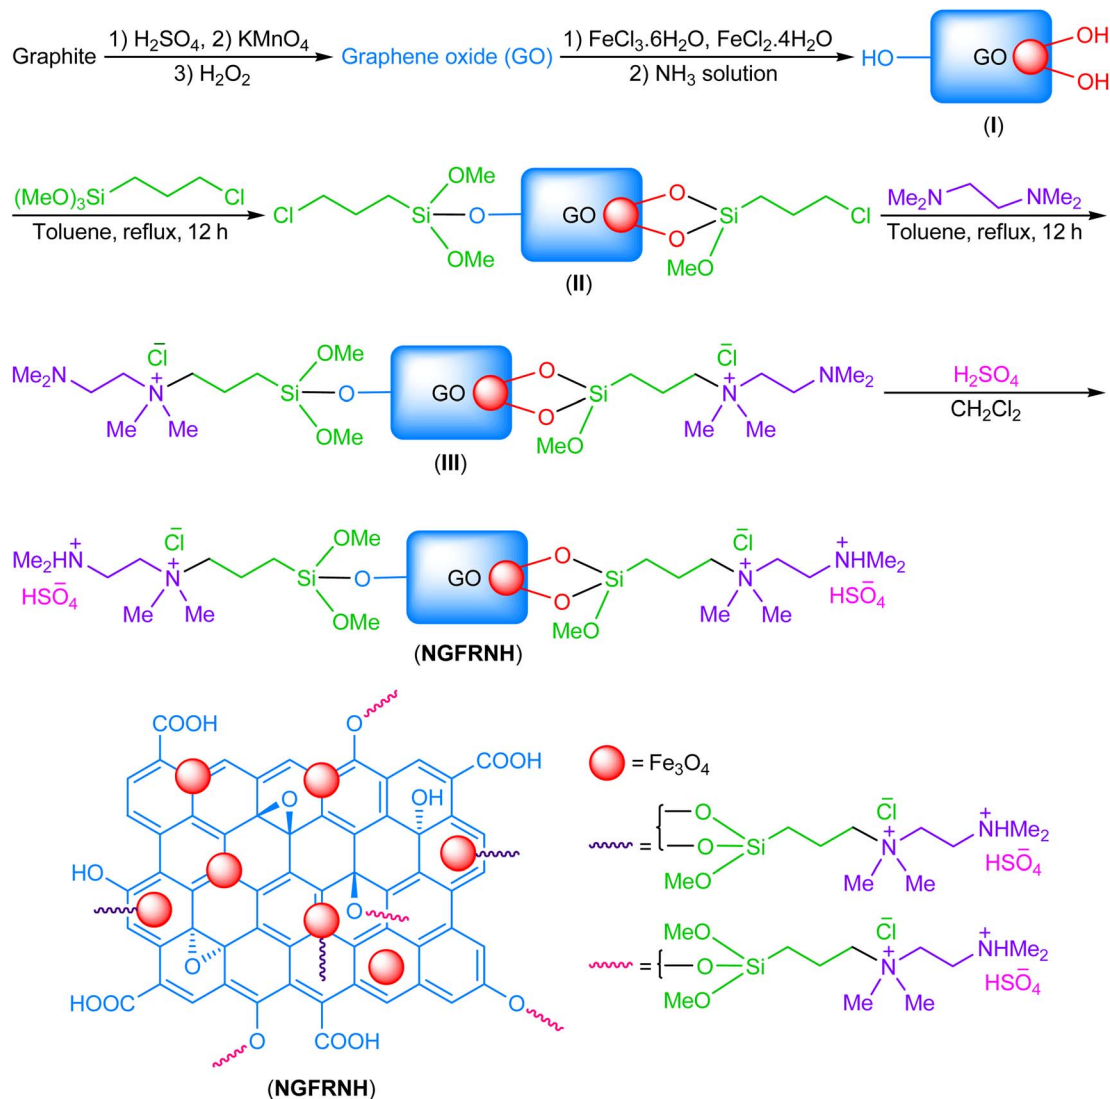 Graphite
1) H2SO4, 2) KMnO4
3) H2O2
Graphene oxide (GO)
1) FeCl3.6H2O, FeCl2.4H2O
2) NH3 solution
HO
GO
OH
OH
(I)
(MeO)3Si
Cl
Toluene, reflux, 12 h
Cl
Si
OMe
OMe
O
GO
O
O
Si
MeO
Cl
(II)
Me2N
NMe2
Toluene, reflux, 12 h
Me2N
Cl−
N+
Me
Me
Si
OMe
OMe
O
GO
O
O
Si
MeO
Cl−
N+
Me
Me
NMe2
(III)
H2SO4
CH2Cl2
Me2HN+
HSO4−
Cl−
N+
Me
Me
Si
OMe
OMe
O
GO
O
O
Si
MeO
Cl−
N+
Me
Me
+NHMe2
HSO4−
(NGFRNH)
COOH
O
COOH
O
OH
HO
O
O
HOOC
O
COOH
O
(NGFRNH)
= Fe3O4
=
O
O
MeO
Si
Cl−
N+
Me
Me
+NHMe2
HSO4−
=
MeO
O
MeO
Si
Cl−
N+
Me
Me
+NHMe2
HSO4−